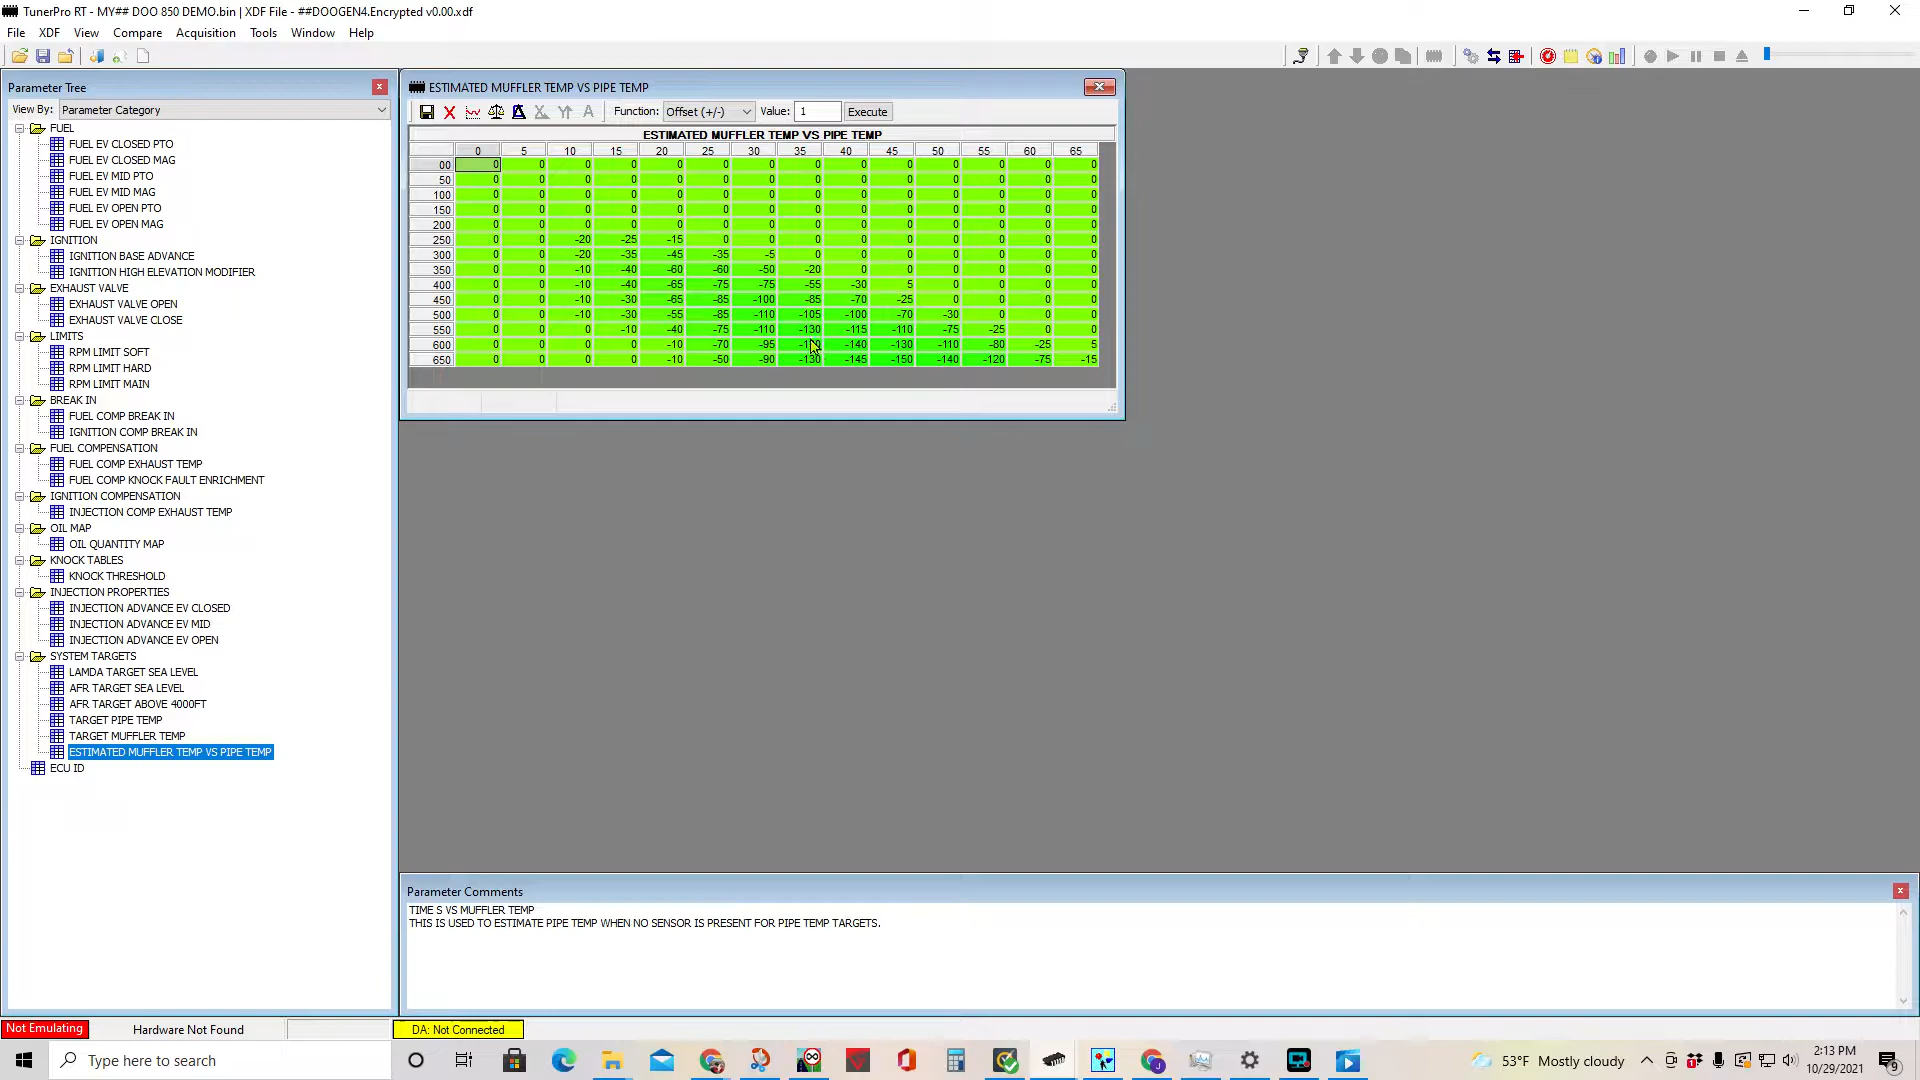 TunerPro RT - MY## DOO 850 DEMO.bin | XDF File - ##DOOGEN4.Encrypted v0.00.xdf
File XDF View Compare Acquisition Tools Window Help
Parameter Tree
View By: Parameter Category
FUEL
FUEL EV CLOSED PTO
FUEL EV CLOSED MAG
FUEL EV MID PTO
FUEL EV MID MAG
FUEL EV OPEN PTO
FUEL EV OPEN MAG
IGNITION
IGNITION BASE ADVANCE
IGNITION HIGH ELEVATION MODIFIER
EXHAUST VALVE
EXHAUST VALVE OPEN
EXHAUST VALVE CLOSE
LIMITS
RPM LIMIT SOFT
RPM LIMIT HARD
RPM LIMIT MAIN
BREAK IN
FUEL COMP BREAK IN
IGNITION COMP BREAK IN
FUEL COMPENSATION
FUEL COMP EXHAUST TEMP
FUEL COMP KNOCK FAULT ENRICHMENT
IGNITION COMPENSATION
INJECTION COMP EXHAUST TEMP
OIL MAP
OIL QUANTITY MAP
KNOCK TABLES
KNOCK THRESHOLD
INJECTION PROPERTIES
INJECTION ADVANCE EV CLOSED
INJECTION ADVANCE EV MID
INJECTION ADVANCE EV OPEN
SYSTEM TARGETS
LAMDA TARGET SEA LEVEL
AFR TARGET SEA LEVEL
AFR TARGET ABOVE 4000FT
TARGET PIPE TEMP
TARGET MUFFLER TEMP
ESTIMATED MUFFLER TEMP VS PIPE TEMP
ECU ID
ESTIMATED MUFFLER TEMP VS PIPE TEMP
Function: Offset (+/-) Value: 1 Execute
ESTIMATED MUFFLER TEMP VS PIPE TEMP
0 5 10 15 20 25 30 35 40 45 50 55 60 65
00 0 0 0 0 0 0 0 0 0 0 0 0 0 0
50 0 0 0 0 0 0 0 0 0 0 0 0 0 0
100 0 0 0 0 0 0 0 0 0 0 0 0 0 0
150 0 0 0 0 0 0 0 0 0 0 0 0 0 0
200 0 0 0 0 0 0 0 0 0 0 0 0 0 0
250 0 0 -20 -25 -15 0 0 0 0 0 0 0 0 0
300 0 0 -20 -35 -45 -35 -5 0 0 0 0 0 0 0
350 0 0 -10 -40 -60 -60 -50 -20 0 0 0 0 0 0
400 0 0 -10 -40 -65 -75 -75 -55 -30 5 0 0 0 0
450 0 0 -10 -30 -65 -85 -100 -85 -70 -25 0 0 0 0
500 0 0 -10 -30 -55 -85 -110 -105 -100 -70 -30 0 0 0
550 0 0 0 -10 -40 -75 -110 -130 -115 -110 -75 -25 0 0
600 0 0 0 0 -10 -70 -95 -140 -130 -110 -80 -25 5
650 0 0 0 0 -10 -50 -90 -130 -145 -150 -140 -120 -75 -15
Parameter Comments
TIME S VS MUFFLER TEMP
THIS IS USED TO ESTIMATE PIPE TEMP WHEN NO SENSOR IS PRESENT FOR PIPE TEMP TARGETS.
Not Emulating Hardware Not Found DA: Not Connected
Type here to search
53°F Mostly cloudy
2:13 PM
10/29/2021
9